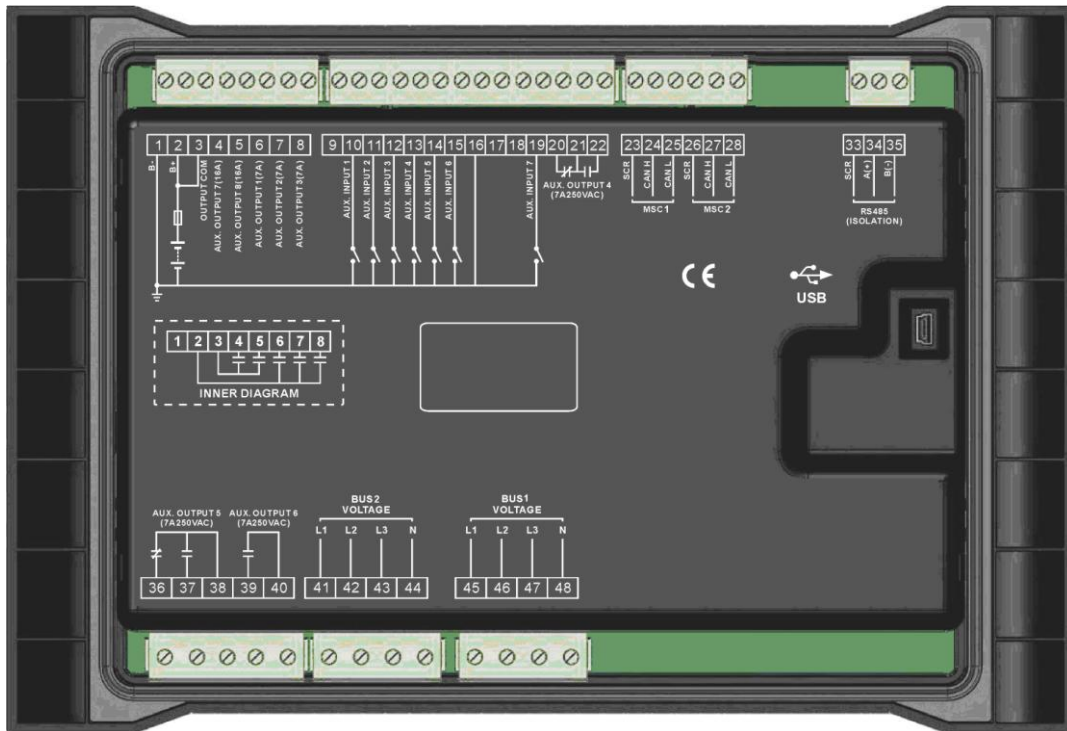 1 2 3 4 5 6 7 8
B-
B+
OUTPUT COM
AUX. OUTPUT 7(16A)
AUX. OUTPUT 8(16A)
AUX. OUTPUT 1(7A)
AUX. OUTPUT 2(7A)
AUX. OUTPUT 3(7A)
9 10 11 12 13 14 15 16 17 18 19 20 21 22
AUX. INPUT 1
AUX. INPUT 2
AUX. INPUT 3
AUX. INPUT 4
AUX. INPUT 5
AUX. INPUT 6
AUX. INPUT 7
AUX. OUTPUT 4
(7A250VAC)
23 24 25 26 27 28
SCR
CAN H
CAN L
SCR
CAN H
CAN L
MSC1
MSC2
33 34 35
SCR
A(+)
B(-)
RS485
(ISOLATION)
CE
USB
1 2 3 4 5 6 7 8
INNER DIAGRAM
AUX. OUTPUT 5
(7A250VAC)
AUX. OUTPUT 6
(7A250VAC)
36 37 38 39 40
BUS2
VOLTAGE
L1 L2 L3 N
41 42 43 44
BUS1
VOLTAGE
L1 L2 L3 N
45 46 47 48